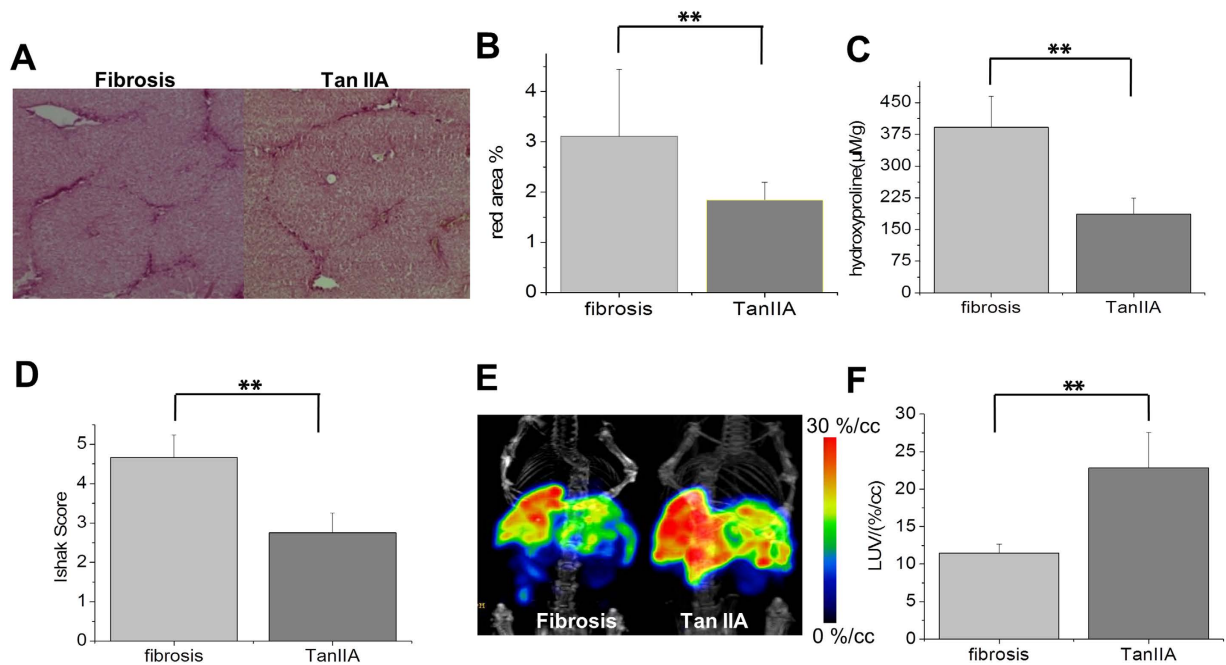 A
Fibrosis
Tan IIA
B
**
red area %
4
3
2
1
0
fibrosis
TanIIA
C
**
hydroxyproline(µM/g)
450
375
300
225
150
75
0
fibrosis
TanIIA
D
**
Ishak Score
5
4
3
2
1
0
fibrosis
TanIIA
E
30 %/cc
Fibrosis
Tan IIA
0 %/cc
F
**
LUV/(%/cc)
30
25
20
15
10
5
0
fibrosis
TanIIA